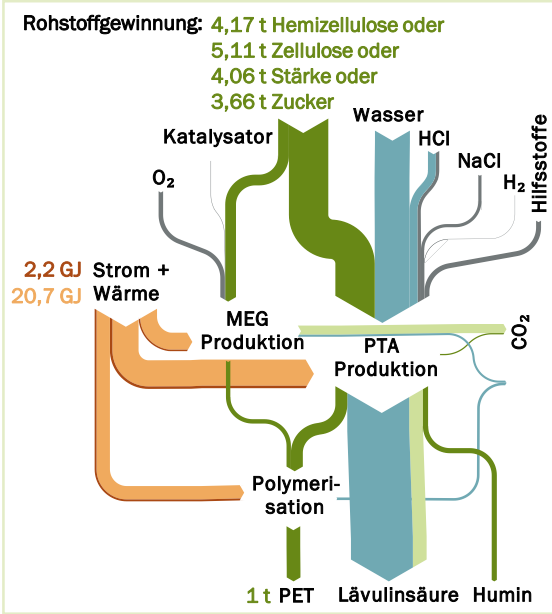 Rohstoffgewinnung: 4,17 t Hemizellulose oder
5,11 t Zellulose oder
4,06 t Stärke oder
3,66 t Zucker
Wasser
Katalysator
HCl
NaCl
O₂
H₂
Hilfsstoffe
2,2 GJ Strom +
20,7 GJ Wärme
MEG
Produktion
PTA
Produktion
CO₂
Polymeri-
sation
1 t PET
Lävulinsäure
Humin